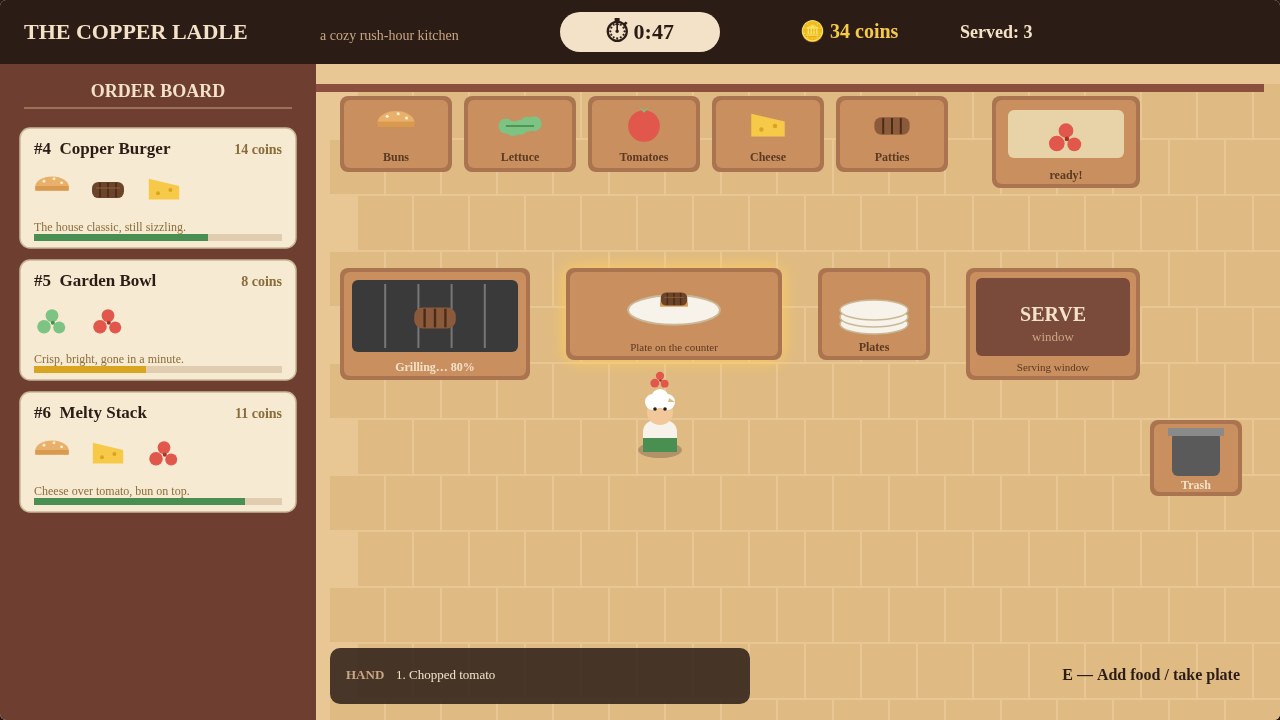 THE COPPER LADLE
a cozy rush-hour kitchen
0:47
34 coins
Served: 3
ORDER BOARD
#4 Copper Burger
14 coins
The house classic, still sizzling.
#5 Garden Bowl
8 coins
Crisp, bright, gone in a minute.
#6 Melty Stack
11 coins
Cheese over tomato, bun on top.
Buns
Lettuce
Tomatoes
Cheese
Patties
ready!
Grilling… 80%
Plate on the counter
Plates
SERVE
window
Serving window
Trash
HAND 1. Chopped tomato
E — Add food / take plate